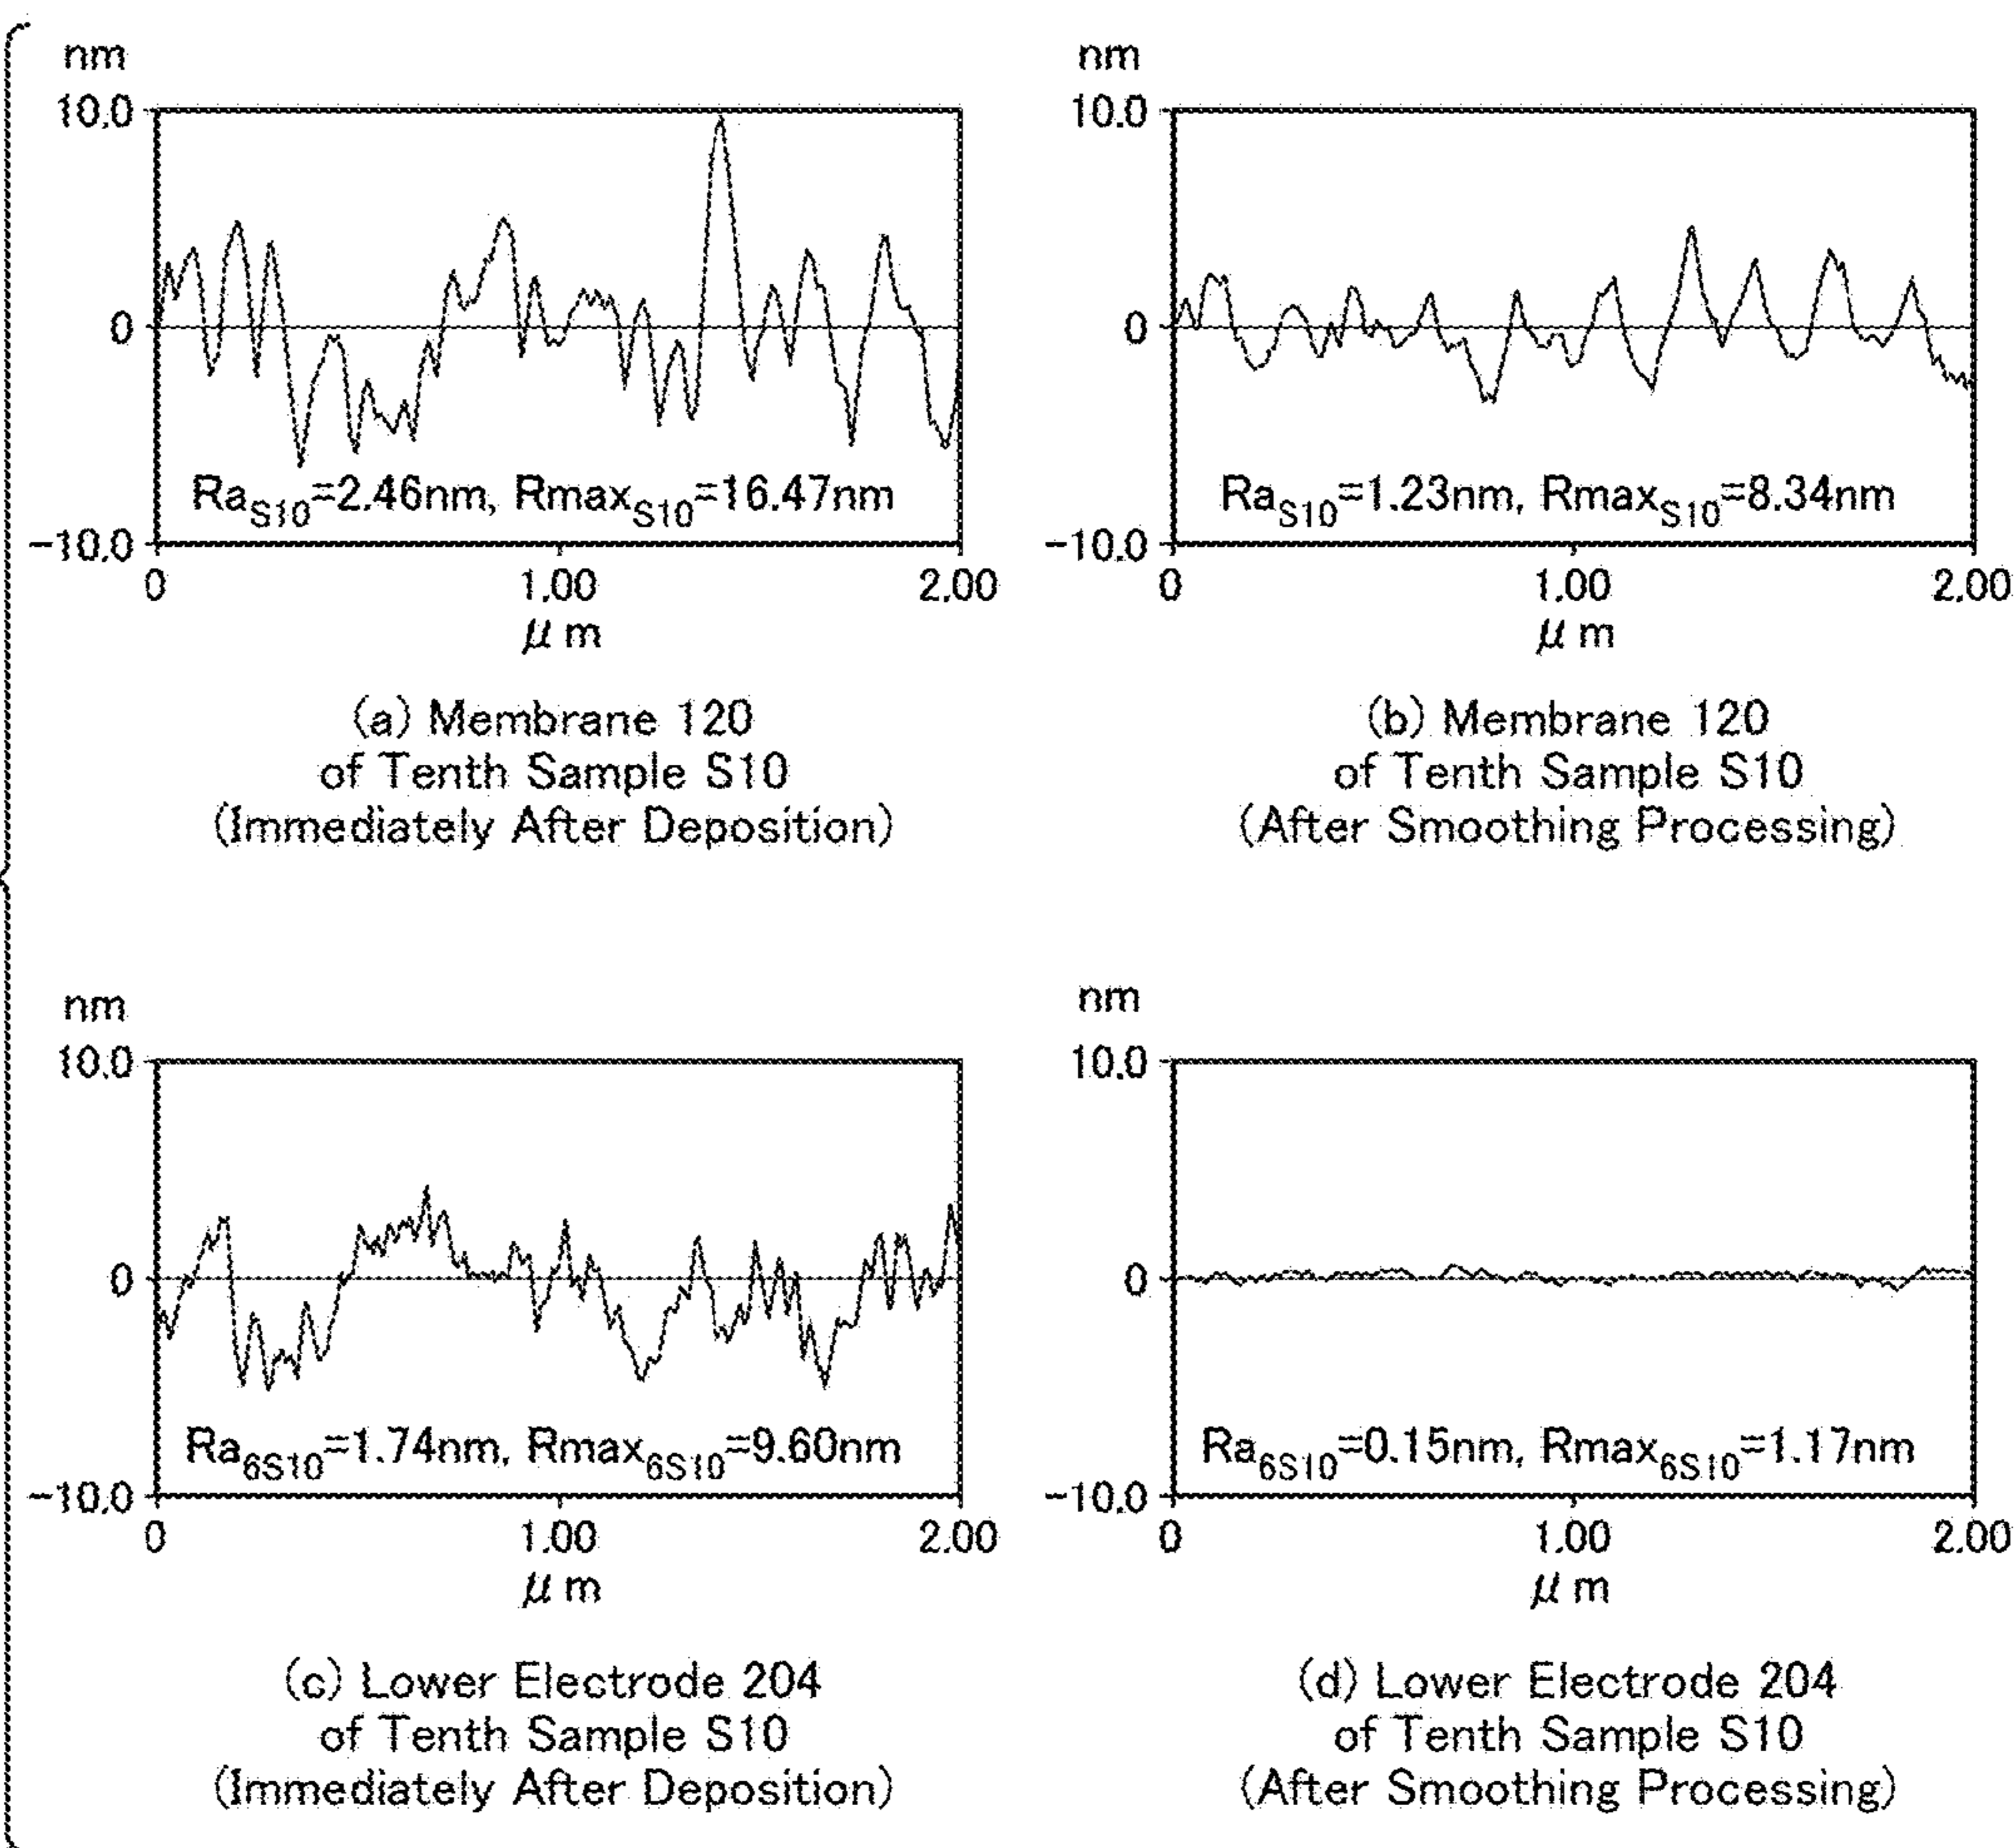 nm
10.0
0
-10.0
0 1.00 2.00
μm
Ra_S10=2.46nm, Rmax_S10=16.47nm
(a) Membrane 120
of Tenth Sample S10
(Immediately After Deposition)
nm
10.0
0
-10.0
0 1.00 2.00
μm
Ra_S10=1.23nm, Rmax_S10=8.34nm
(b) Membrane 120
of Tenth Sample S10
(After Smoothing Processing)
nm
10.0
0
-10.0
0 1.00 2.00
μm
Ra_6S10=1.74nm, Rmax_6S10=9.60nm
(c) Lower Electrode 204
of Tenth Sample S10
(Immediately After Deposition)
nm
10.0
0
-10.0
0 1.00 2.00
μm
Ra_6S10=0.15nm, Rmax_6S10=1.17nm
(d) Lower Electrode 204
of Tenth Sample S10
(After Smoothing Processing)